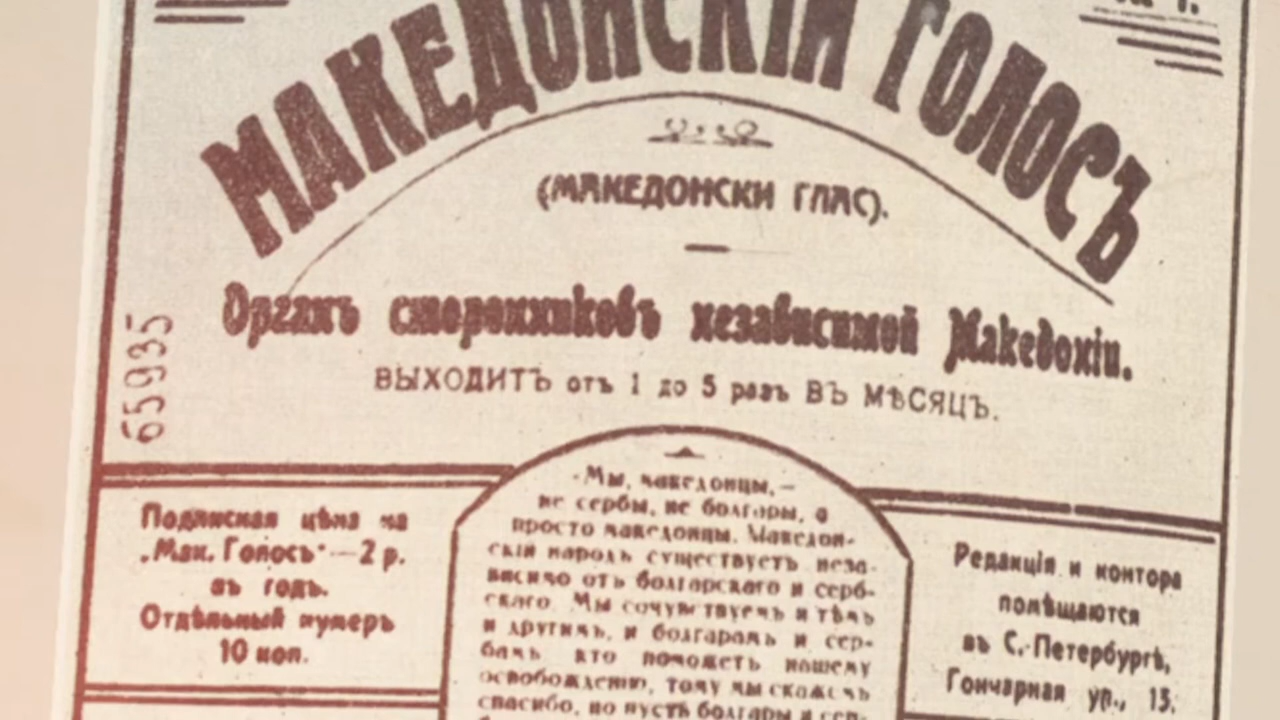 МАКЕДОНСКІЙ ГОЛОСЪ
(МАКЕДОНСКИ ГЛАС).
Органъ сторонниковъ независимой Македоніи.
ВЫХОДИТЪ отъ 1 до 5 разъ ВЪ МѢСЯЦЪ.
65935
Подписная цѣна на
„Мак. Голосъ“—2 р.
въ годъ.
Отдѣльный нумеръ
10 коп.
Мы, македонцы,—
не сербы, не болгары, а
просто македонцы. Македон-
скій народъ существуетъ неза-
висимо отъ болгарскаго и серб-
скаго. Мы сочувствуемъ и тѣмъ
и другимъ, и болгарамъ и сер-
бамъ кто поможетъ нашему
освобожденію, тому мы скажемъ
спасибо, но пусть болгары и сер-
Редакція и контора
помѣщаются
въ С.-Петербургѣ,
Гончарная ул., 15.